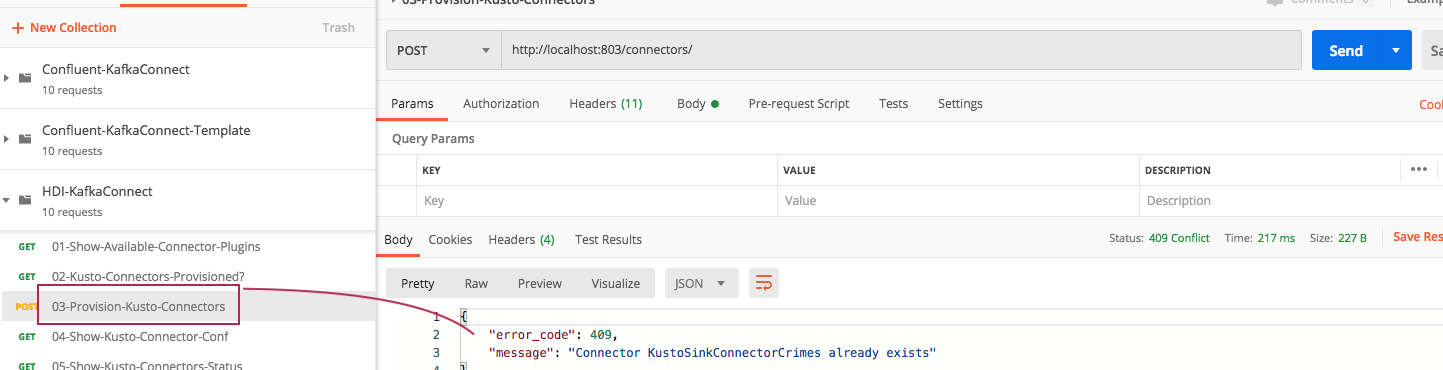 03-Provision-Kusto-Connectors
Comments 0
New Collection
Trash
POST
http://localhost:803/connectors/
Send
Confluent-KafkaConnect
10 requests
Params
Authorization
Headers (11)
Body
Pre-request Script
Tests
Settings
Query Params
Confluent-KafkaConnect-Template
10 requests
KEY
VALUE
DESCRIPTION
HDI-KafkaConnect
10 requests
Key
Value
Description
Body
Cookies
Headers (4)
Test Results
Status: 409 Conflict
Time: 217 ms
Size: 227 B
GET 01-Show-Available-Connector-Plugins
GET 02-Kusto-Connectors-Provisioned?
POST 03-Provision-Kusto-Connectors
GET 04-Show-Kusto-Connector-Conf
GET 05-Show-Kusto-Connectors-Status
Pretty
Raw
Preview
Visualize
JSON
1 {
2 "error_code": 409,
3 "message": "Connector KustoSinkConnectorCrimes already exists"
4 }